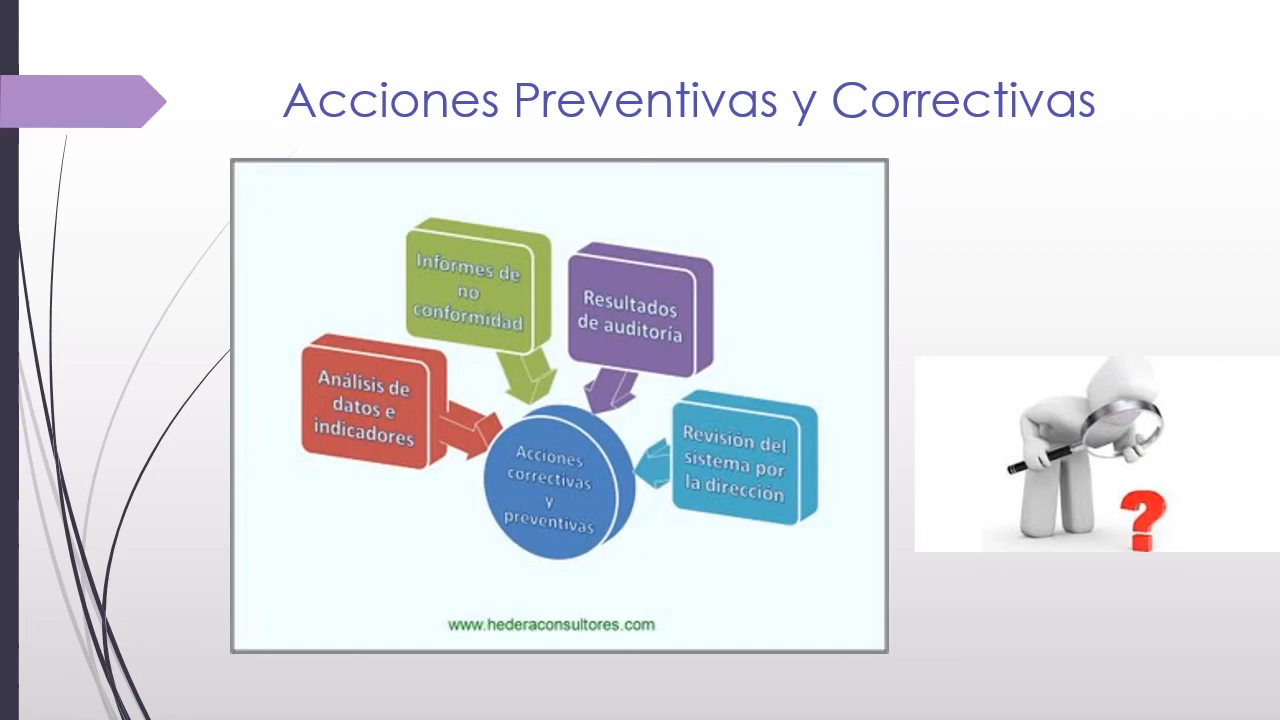 Acciones Preventivas y Correctivas
Informes de
no
conformidad
Resultados
de auditoría
Análisis de
datos e
indicadores
Revisión del
sistema por
la dirección
Acciones
correctivas
y
preventivas
www.hederaconsultores.com
?